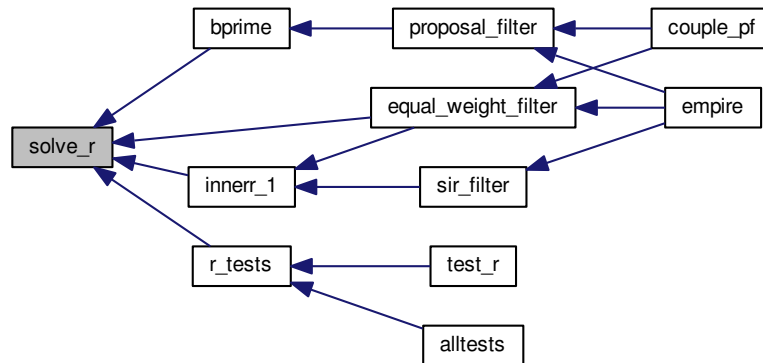 bprime
proposal_filter
couple_pf
equal_weight_filter
empire
solve_r
innerr_1
sir_filter
r_tests
test_r
alltests